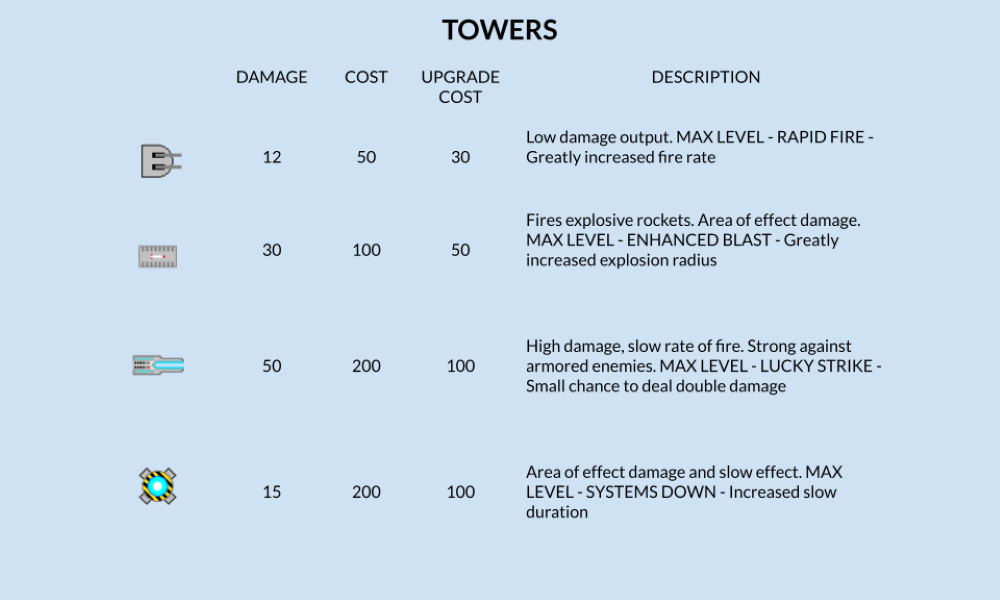 TOWERS
DAMAGE COST UPGRADE COST DESCRIPTION
12 50 30 Low damage output. MAX LEVEL - RAPID FIRE -
Greatly increased fire rate
30 100 50 Fires explosive rockets. Area of effect damage.
MAX LEVEL - ENHANCED BLAST - Greatly
increased explosion radius
50 200 100 High damage, slow rate of fire. Strong against
armored enemies. MAX LEVEL - LUCKY STRIKE -
Small chance to deal double damage
15 200 100 Area of effect damage and slow effect. MAX
LEVEL - SYSTEMS DOWN - Increased slow
duration